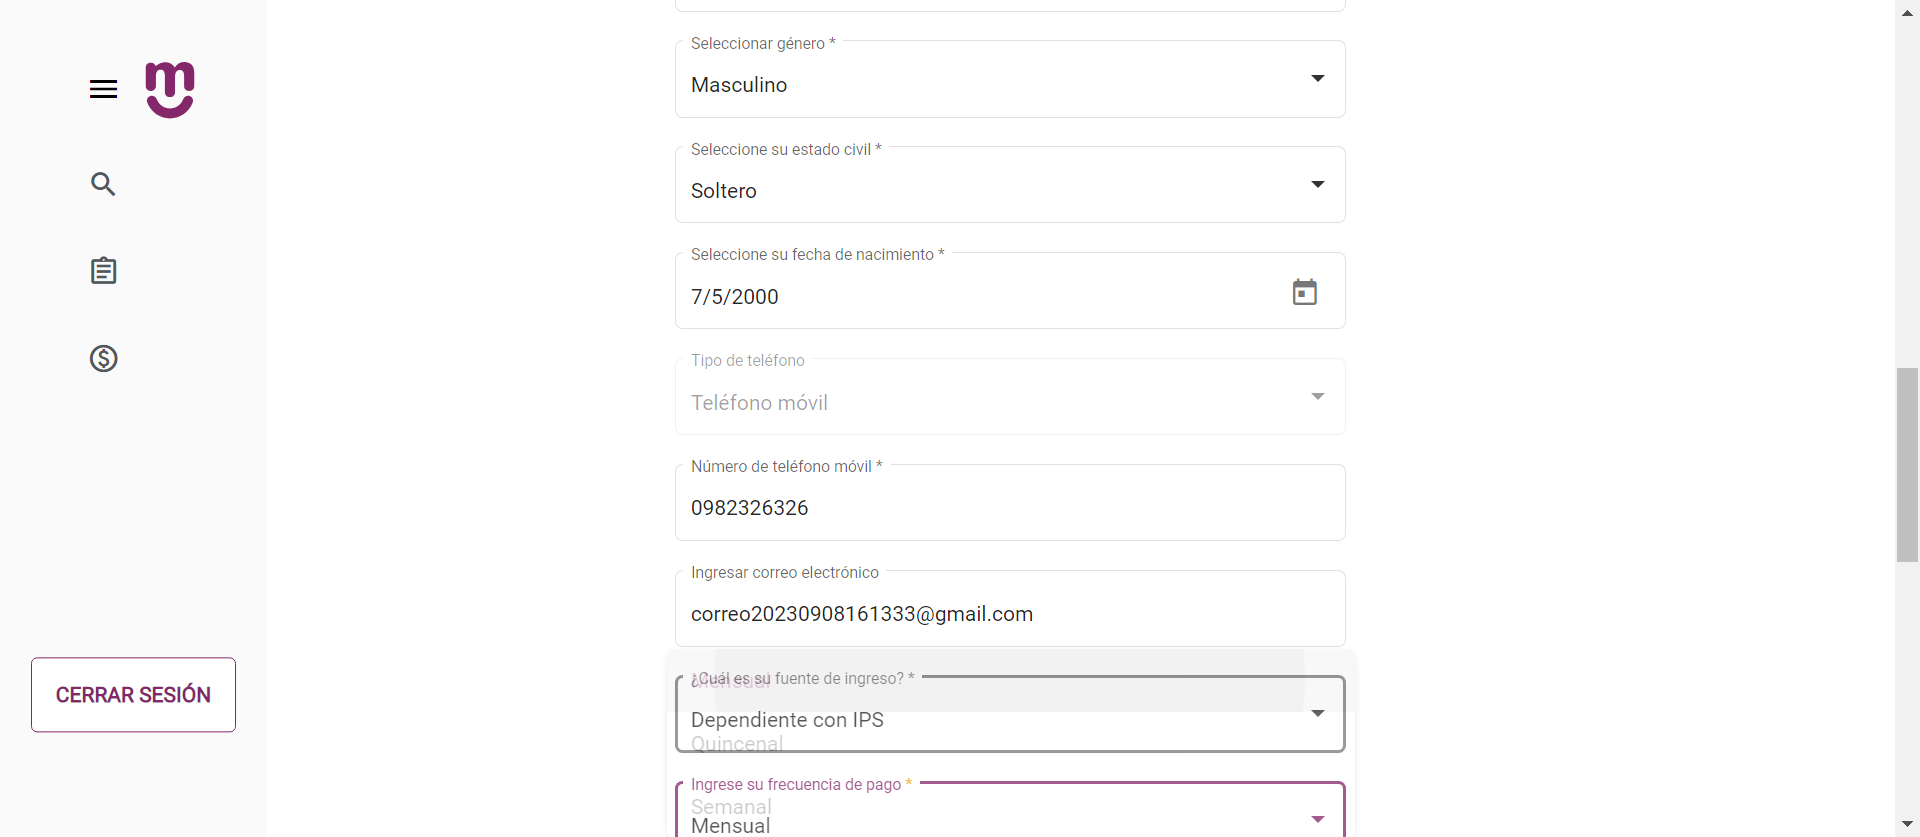 Seleccionar género *
Masculino
Seleccione su estado civil *
Soltero
Seleccione su fecha de nacimiento *
7/5/2000
Tipo de teléfono
Teléfono móvil
Número de teléfono móvil *
0982326326
Ingresar correo electrónico
correo20230908161333@gmail.com
¿Cuál es su fuente de ingreso? *
Mensual
Dependiente con IPS
Quincenal
CERRAR SESIÓN
Ingrese su frecuencia de pago *
Semanal
Mensual